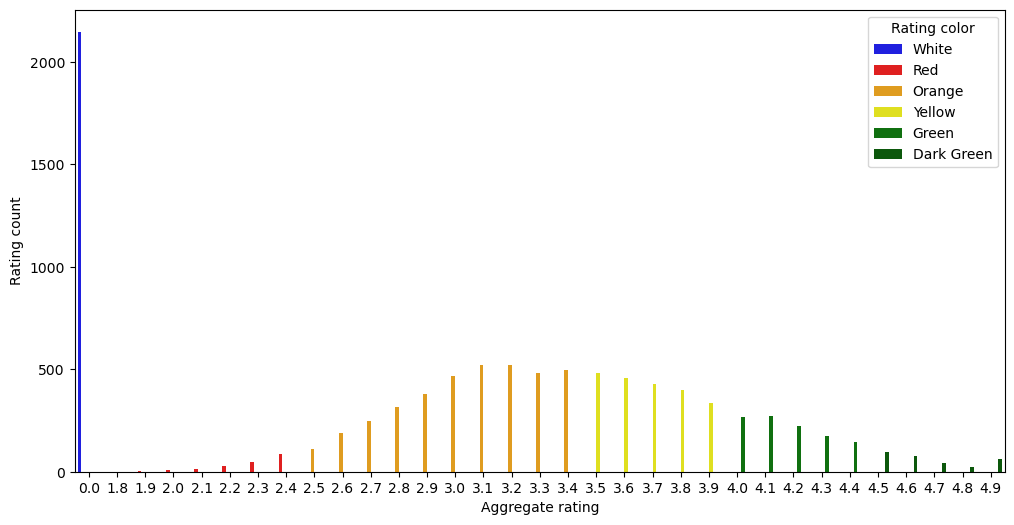 Rating color
White
Red
Orange
Yellow
Green
Dark Green
2000
1500
1000
500
0
Rating count
0.0 1.8 1.9 2.0 2.1 2.2 2.3 2.4 2.5 2.6 2.7 2.8 2.9 3.0 3.1 3.2 3.3 3.4 3.5 3.6 3.7 3.8 3.9 4.0 4.1 4.2 4.3 4.4 4.5 4.6 4.7 4.8 4.9
Aggregate rating